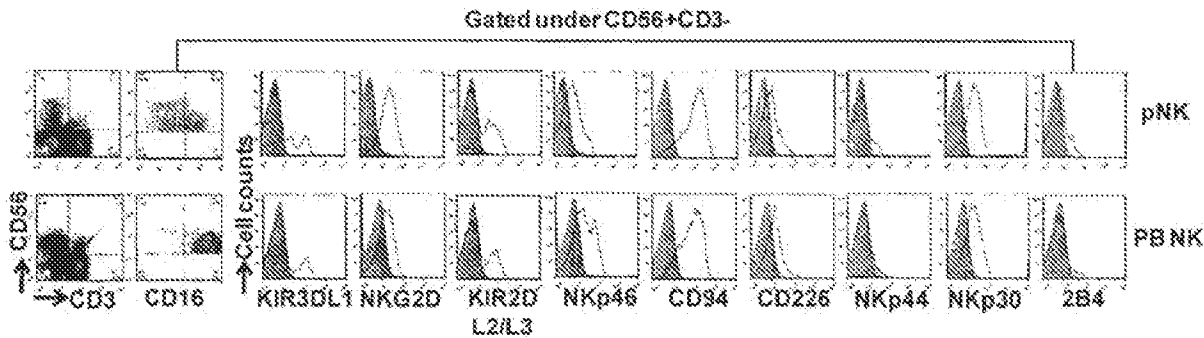 Gated under CD56+CD3-
pNK
PB NK
CD56
Cell counts
CD3
CD16
KIR3DL1
NKG2D
KIR2D
L2/L3
NKp46
CD94
CD226
NKp44
NKp30
2B4